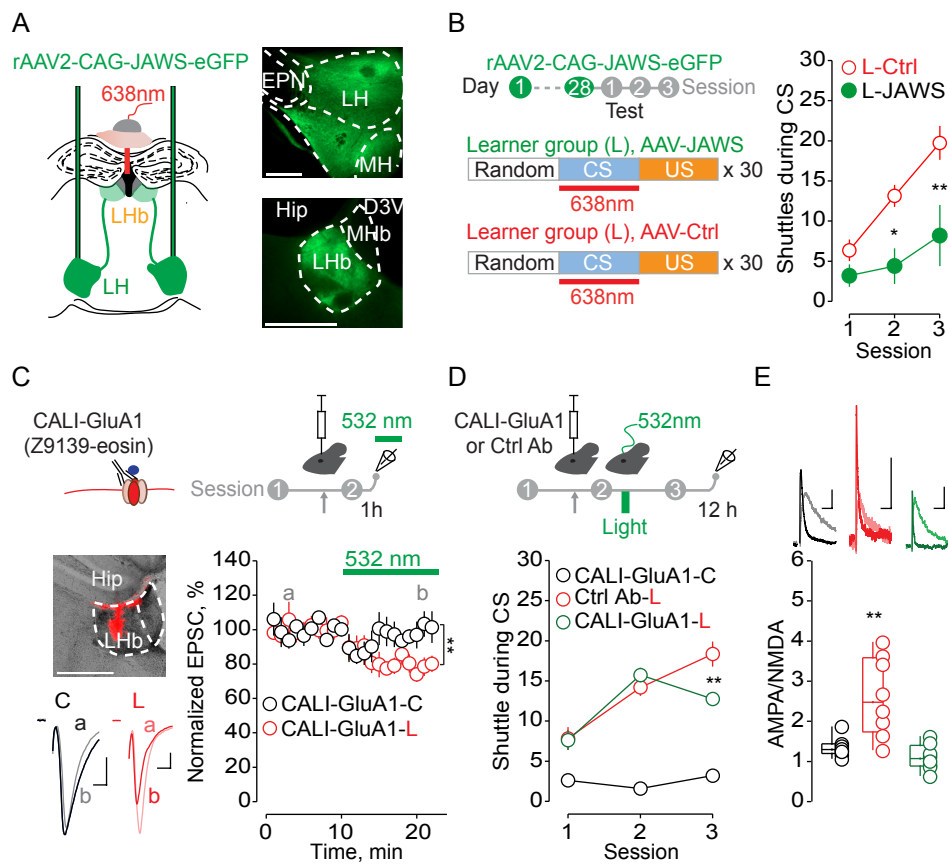 A
rAAV2-CAG-JAWS-eGFP
638nm
LHb
LH
EPN
LH
MH
Hip
D3V
MHb
LHb
B
rAAV2-CAG-JAWS-eGFP
Day 1 28 1 2 3 Session
Test
Learner group (L), AAV-JAWS
Random CS US x 30
638nm
Learner group (L), AAV-Ctrl
Random CS US x 30
638nm
Shuttles during CS
30
25
20
15
10
5
0
L-Ctrl
L-JAWS
*
**
1 2 3
Session
C
CALI-GluA1
(Z9139-eosin)
532 nm
Session 1 2
1h
Hip
LHb
C L
a a
b b
Normalized EPSC, %
140
120
100
80
60
40
20
0
532 nm
a b
**
CALI-GluA1-C
CALI-GluA1-L
0 10 20
Time, min
D
CALI-GluA1
or Ctrl Ab
532nm
1 2 3
12 h
Light
Shuttle during CS
30
25
20
15
10
5
0
CALI-GluA1-C
Ctrl Ab-L
CALI-GluA1-L
**
1 2 3
Session
E
AMPA/NMDA
6
5
4
3
2
1
0
**